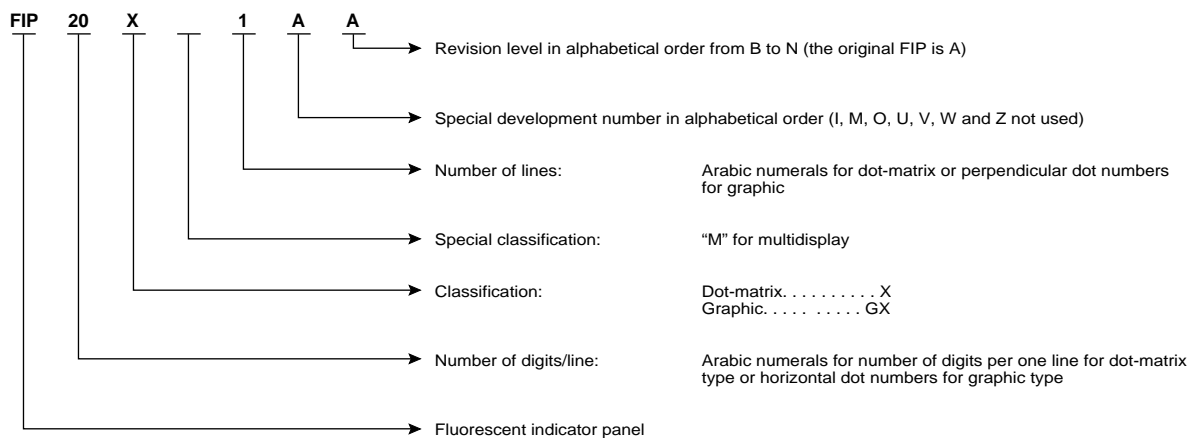 FIP 20 X 1 A A
Revision level in alphabetical order from B to N (the original FIP is A)
Special development number in alphabetical order (I, M, O, U, V, W and Z not used)
Number of lines: Arabic numerals for dot-matrix or perpendicular dot numbers
for graphic
Special classification: “M” for multidisplay
Classification: Dot-matrix. . . . . . . . . . X
Graphic. . . . .  . . . . . GX
Number of digits/line: Arabic numerals for number of digits per one line for dot-matrix
type or horizontal dot numbers for graphic type
Fluorescent indicator panel